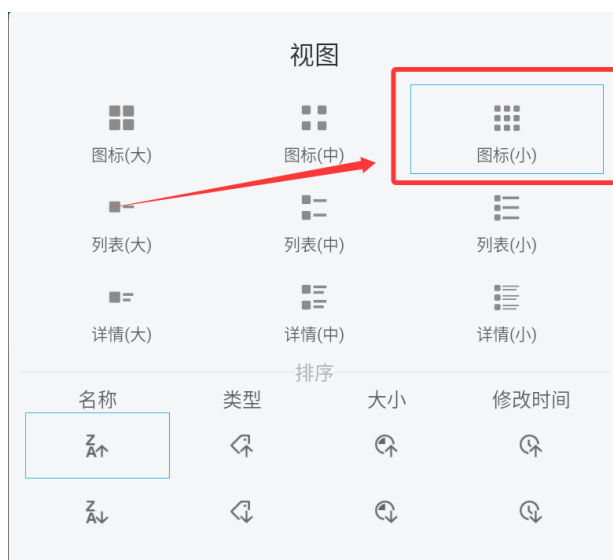 视图
图标(大) 图标(中) 图标(小)
列表(大) 列表(中) 列表(小)
详情(大) 详情(中) 详情(小)
排序
名称 类型 大小 修改时间